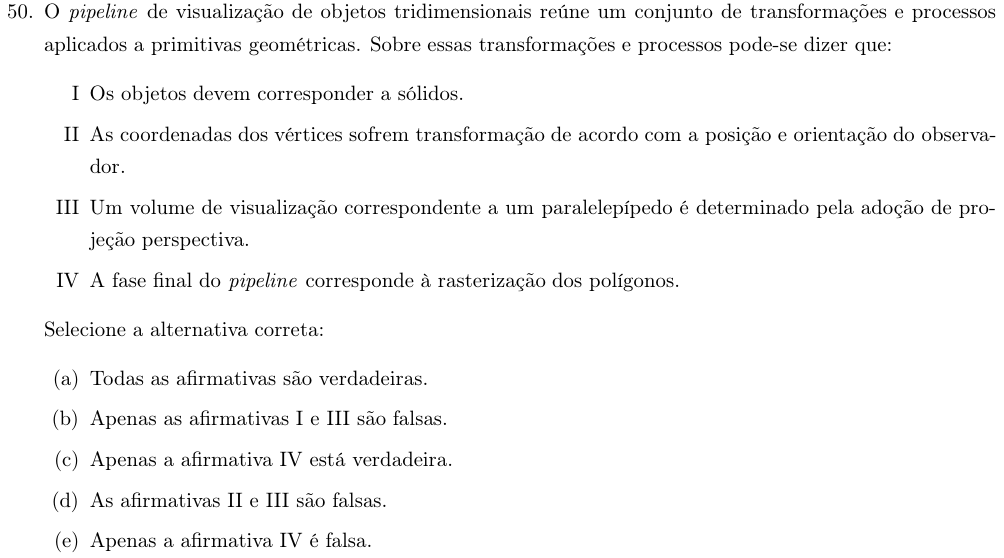 50. O pipeline de visualização de objetos tridimensionais reúne um conjunto de transformações e processos
aplicados a primitivas geométricas. Sobre essas transformações e processos pode-se dizer que:
I Os objetos devem corresponder a sólidos.
II As coordenadas dos vértices sofrem transformação de acordo com a posição e orientação do observa-
dor.
III Um volume de visualização correspondente a um paralelepípedo é determinado pela adoção de pro-
jeção perspectiva.
IV A fase final do pipeline corresponde à rasterização dos polígonos.
Selecione a alternativa correta:
(a) Todas as afirmativas são verdadeiras.
(b) Apenas as afirmativas I e III são falsas.
(c) Apenas a afirmativa IV está verdadeira.
(d) As afirmativas II e III são falsas.
(e) Apenas a afirmativa IV é falsa.